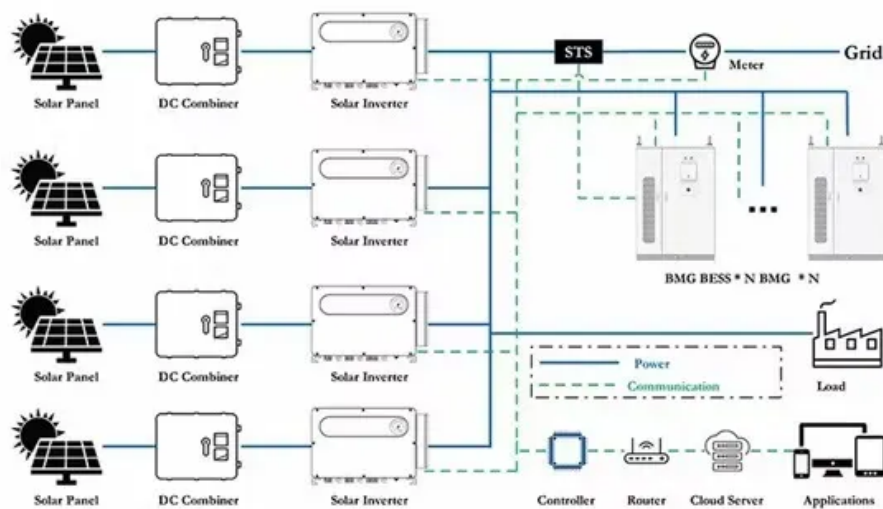 STS
Meter
Grid
Solar Panel
DC Combiner
Solar Inverter
Solar Panel
DC Combiner
Solar Inverter
BMG BESS * N BMG * N
Solar Panel
DC Combiner
Solar Inverter
Power
Communication
Load
Solar Panel
DC Combiner
Solar Inverter
Controller
Router
Cloud Server
Applications